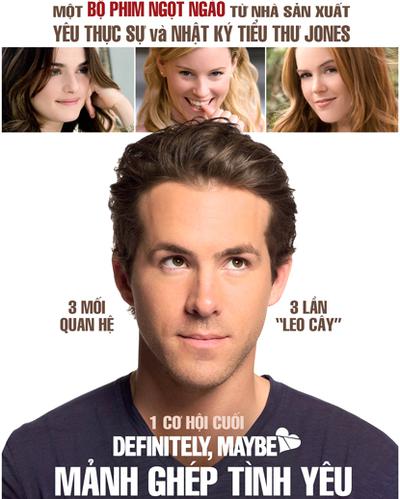 MỘT BỘ PHIM NGỌT NGÀO TỪ NHÀ SẢN XUẤT
YÊU THỰC SỰ và NHẬT KÝ TIỂU THƯ JONES
3 MỐI
QUAN HỆ
3 LẦN
"LEO CÂY"
1 CƠ HỘI CUỐI
DEFINITELY, MAYBE
MẢNH GHÉP TÌNH YÊU